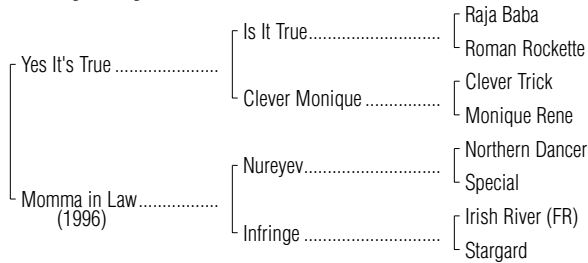 Raja Baba
Is It True
Roman Rockette
Yes It's True
Clever Trick
Clever Monique
Monique Rene
Northern Dancer
Nureyev
Special
Momma in Law
(1996)
Irish River (FR)
Infringe
Stargard